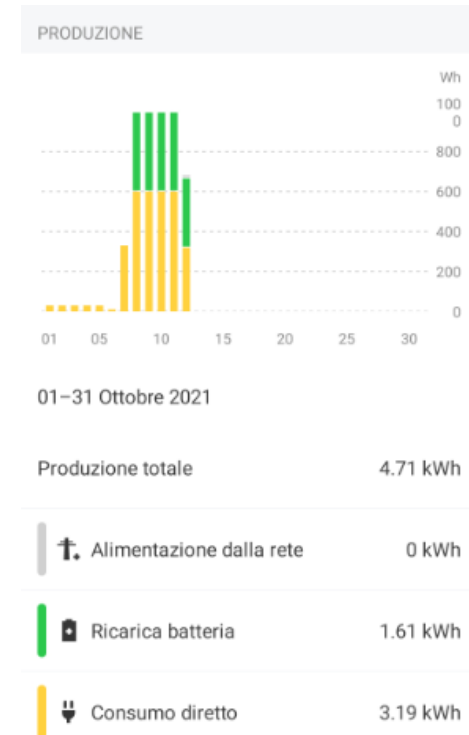 PRODUZIONE
Wh
100
0
800
600
400
200
0
01 05 10 15 20 25 30
01–31 Ottobre 2021
Produzione totale 4.71 kWh
Alimentazione dalla rete 0 kWh
Ricarica batteria 1.61 kWh
Consumo diretto 3.19 kWh